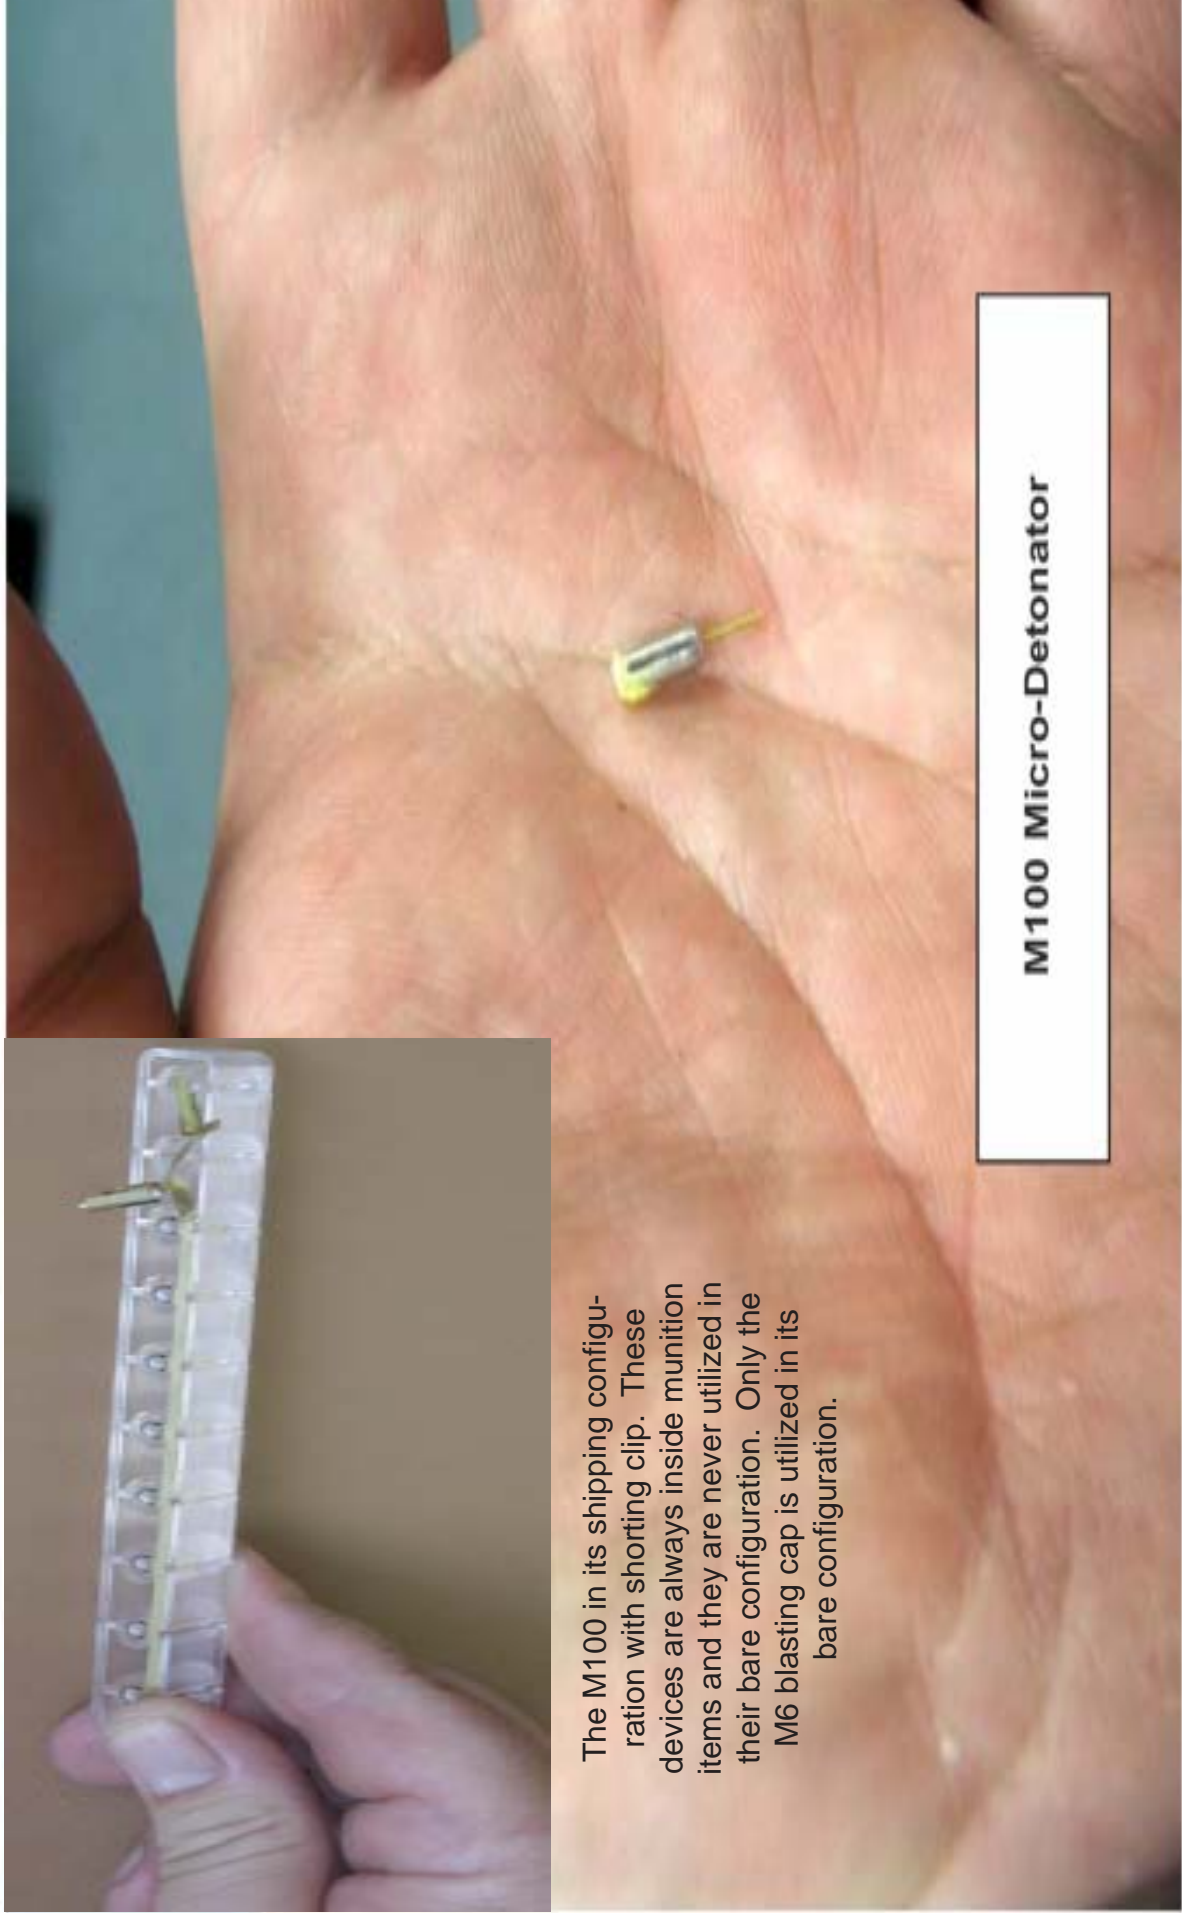 The M100 in its shipping configu-
ration with shorting clip.  These
devices are always inside munition
items and they are never utilized in
their bare configuration.  Only the
M6 blasting cap is utilized in its
bare configuration.
M100 Micro-Detonator